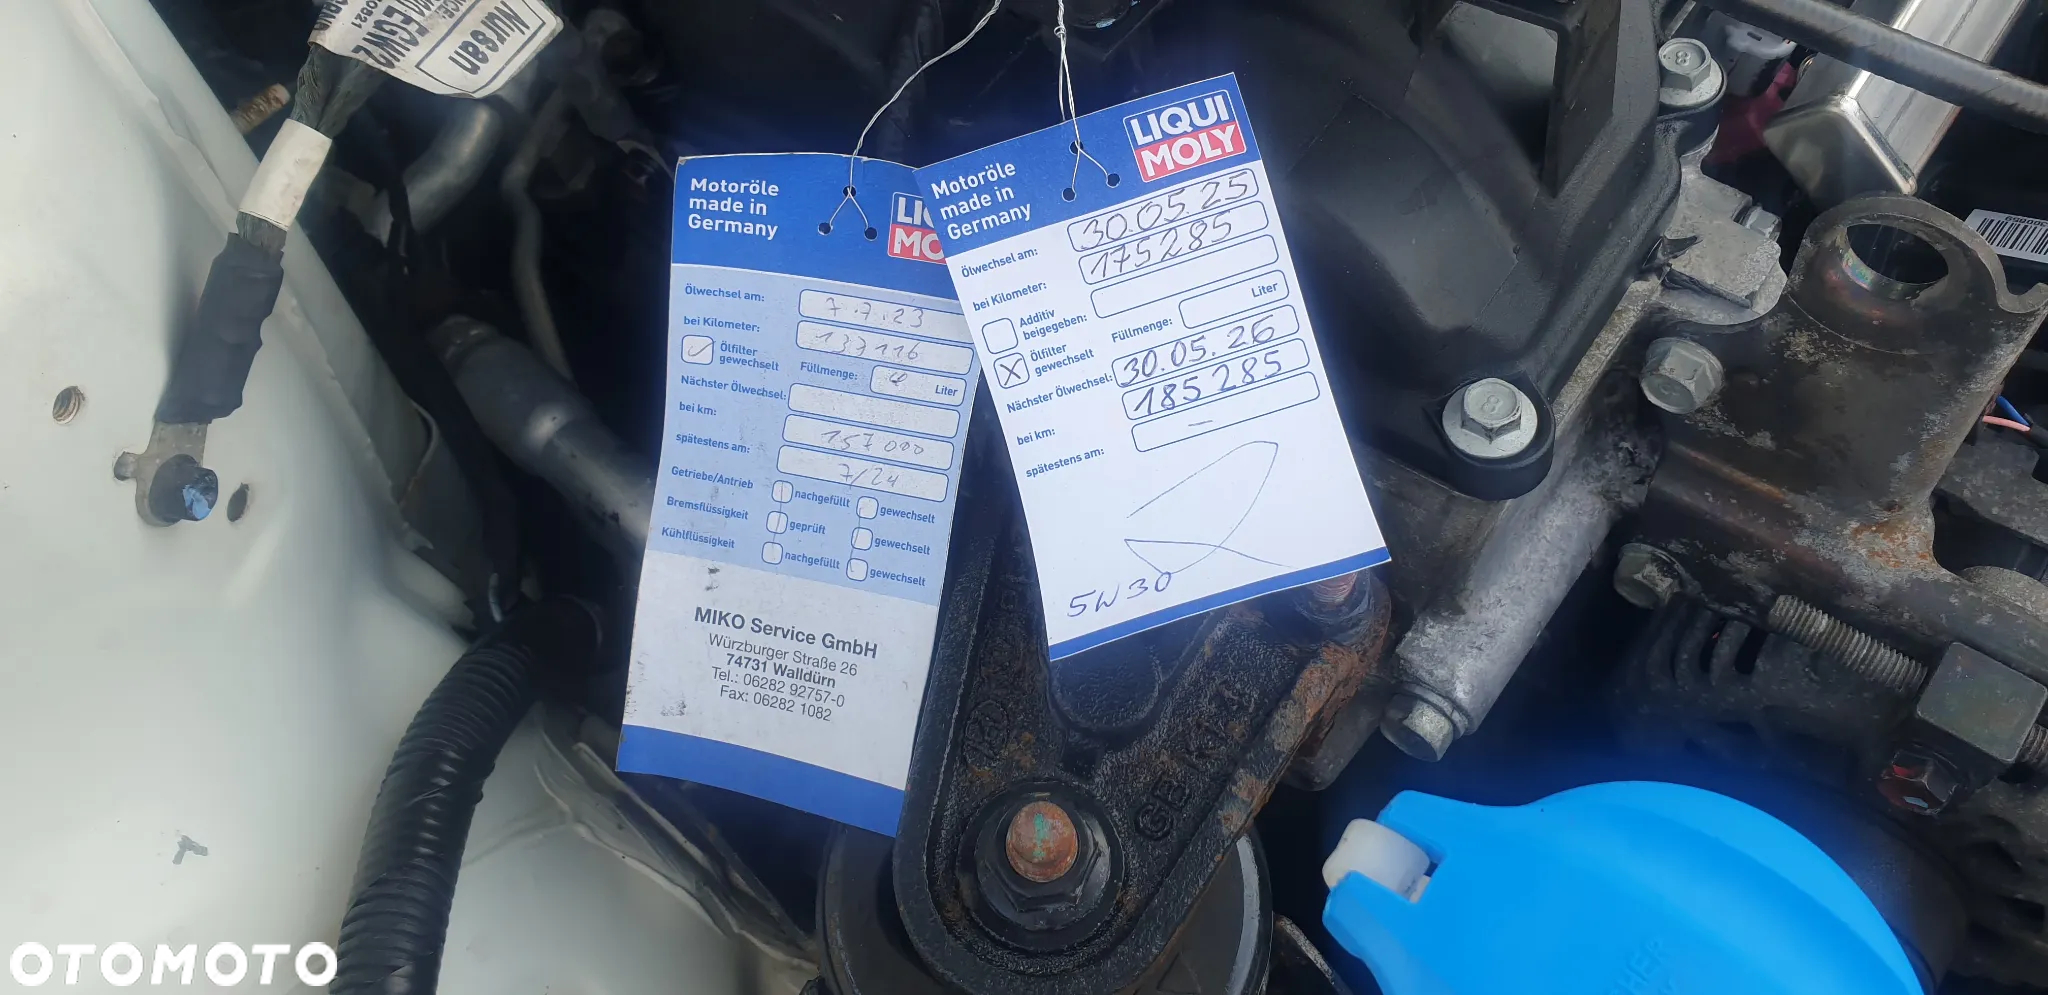 Nursan
Motoröle
made in
Germany
Ölwechsel am: 7.7.23
bei Kilometer: 137116
Ölfilter
gewechselt
Füllmenge: Liter
Nächster Ölwechsel:
bei km: 157000
spätestens am: 7/24
Getriebe/Antrieb nachgefüllt gewechselt
Bremsflüssigkeit geprüft gewechselt
Kühlflüssigkeit nachgefüllt gewechselt
MIKO Service GmbH
Würzburger Straße 26
74731 Walldürn
Tel.: 06282 92757-0
Fax: 06282 1082
LIQUI
MOLY
Motoröle
made in
Germany
Ölwechsel am: 30.05.25
bei Kilometer: 175285
Additiv
beigegeben:
Ölfilter
gewechselt
Füllmenge: Liter
Nächster Ölwechsel: 30.05.26
bei km: 185285
spätestens am: -
5W30
OTOMOTO